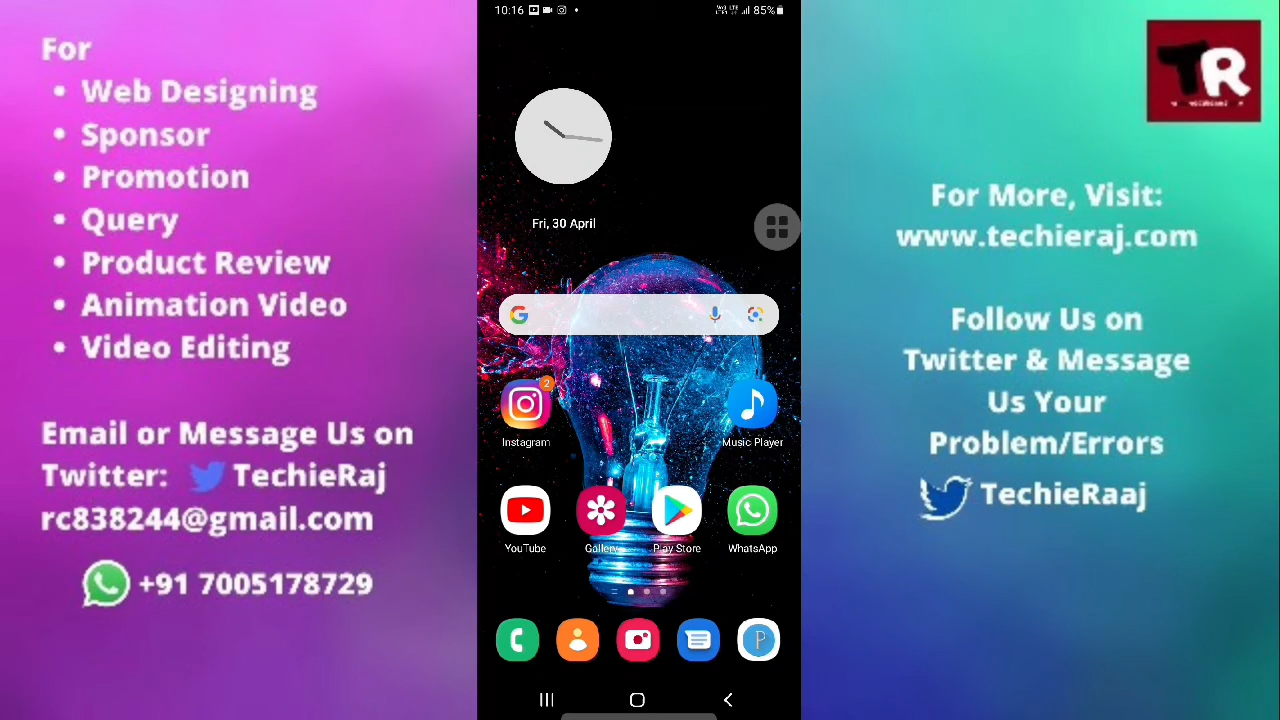 For
• Web Designing
• Sponsor
• Promotion
• Query
• Product Review
• Animation Video
• Video Editing
Email or Message Us on
Twitter: TechieRaj
rc838244@gmail.com
+91 7005178729
10:16
85%
Fri, 30 April
G
2
Instagram
Music Player
YouTube
Gallery
Play Store
WhatsApp
P
TR
For More, Visit:
www.techieraj.com
Follow Us on
Twitter & Message
Us Your
Problem/Errors
TechieRaaj